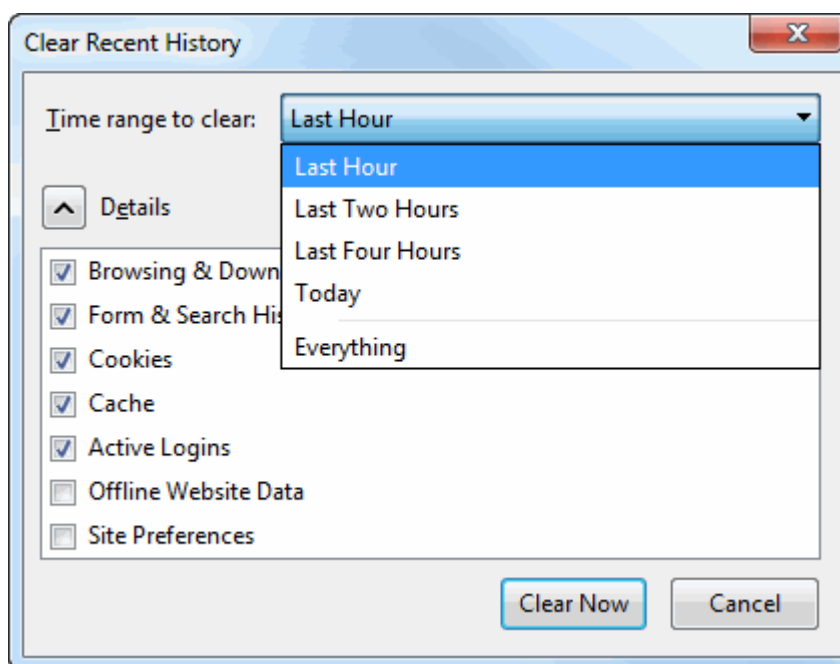 Clear Recent History
Time range to clear: Last Hour
Last Hour
Last Two Hours
Last Four Hours
Today
Everything
Details
Browsing & Down
Form & Search His
Cookies
Cache
Active Logins
Offline Website Data
Site Preferences
Clear Now Cancel